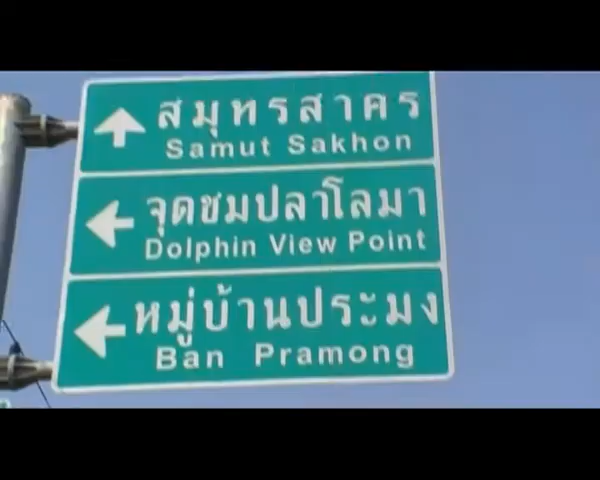 สมุทรสาคร
Samut Sakhon
จุดชมปลาโลมา
Dolphin View Point
หมู่บ้านประมง
Ban Pramong